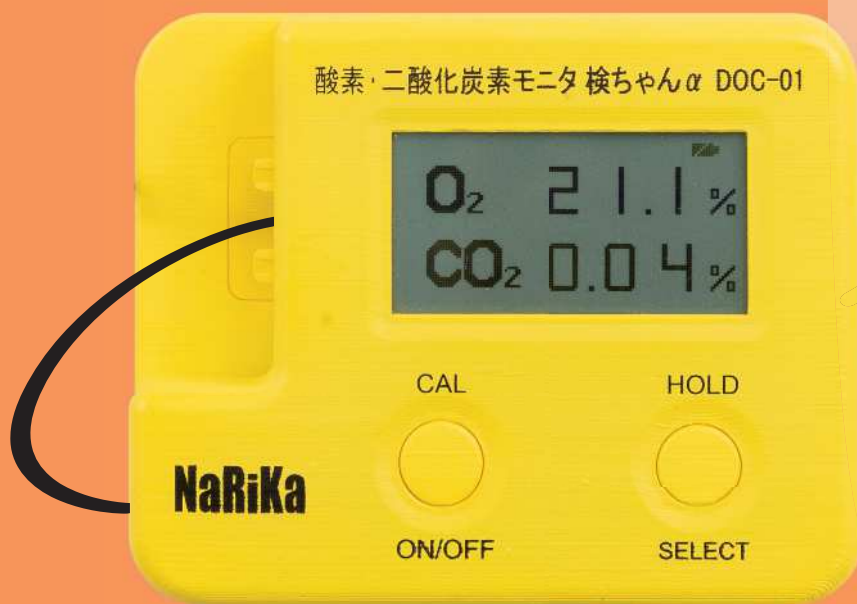 酸素・二酸化炭素モニタ 検ちゃんα DOC-01
O₂ 21.1%
CO₂ 0.04%
CAL HOLD
NaRiKa
ON/OFF SELECT